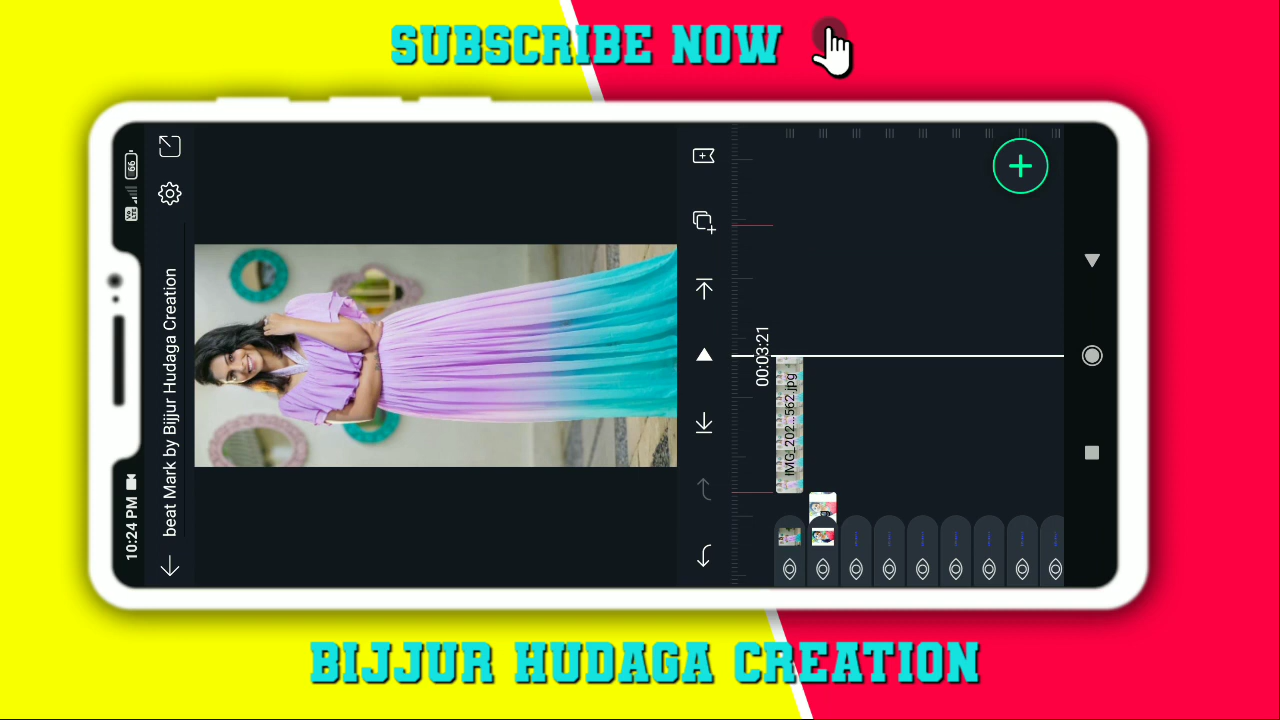 SUBSCRIBE NOW
10:24 PM
66
beat Mark by Bijjur Hudaga Creation
00:03:21
IMG_202...562.jpg
BIJJUR HUDAGA CREATION